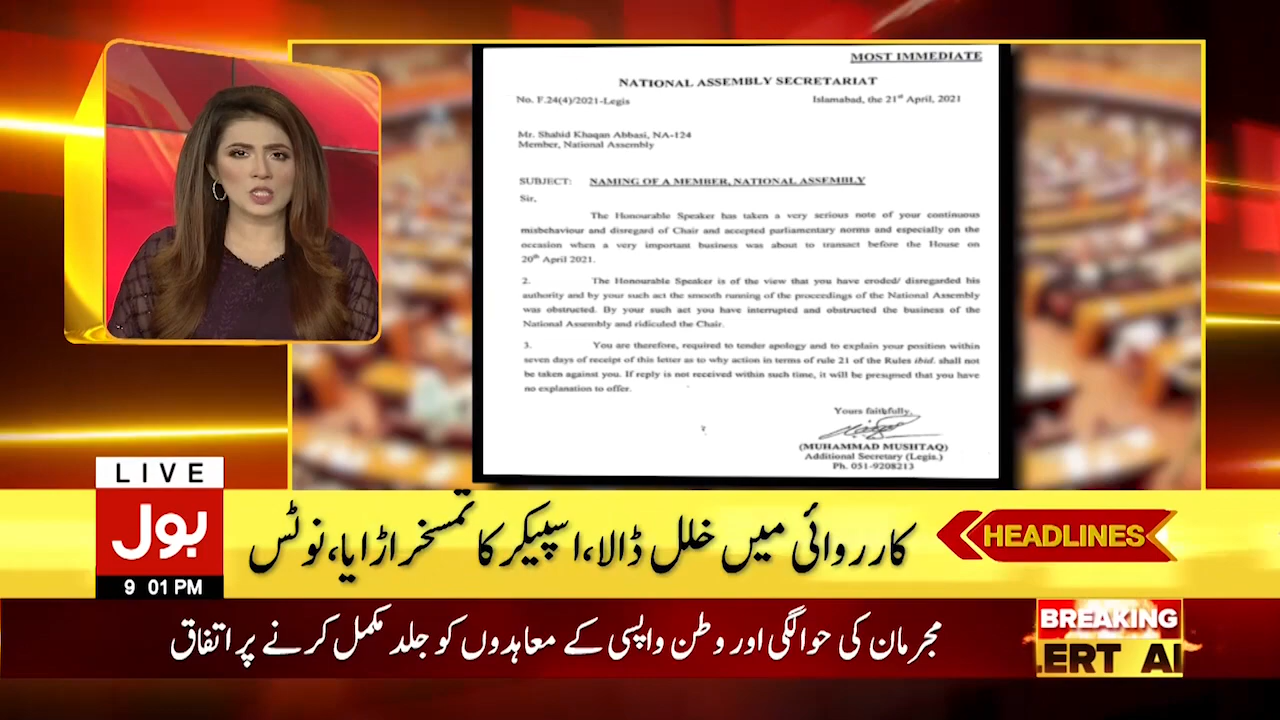 MOST IMMEDIATE
NATIONAL ASSEMBLY SECRETARIAT
No. F.24(4)/2021-Legis
Islamabad, the 21st April, 2021
Mr. Shahid Khaqan Abbasi, NA-124
Member, National Assembly
SUBJECT: NAMING OF A MEMBER, NATIONAL ASSEMBLY
Sir,
The Honourable Speaker has taken a very serious note of your continuous
misbehaviour and disregard of Chair and accepted parliamentary norms and especially on the
occasion when a very important business was about to transact before the House on
20th April 2021.
2. The Honourable Speaker is of the view that you have eroded/ disregarded his
authority and by your such act the smooth running of the proceedings of the National Assembly
was obstructed. By your such act you have interrupted and obstructed the business of the
National Assembly and ridiculed the Chair.
3. You are therefore, required to tender apology and to explain your position within
seven days of receipt of this letter as to why action in terms of rule 21 of the Rules ibid. shall not
be taken against you. If reply is not received within such time, it will be presumed that you have
no explanation to offer.
Yours faithfully,
(MUHAMMAD MUSHTAQ)
Additional Secretary (Legis.)
Ph. 051-9208213
LIVE
بول
9 01 PM
HEADLINES
کارروائی میں خلل ڈالا، اسپیکر کا تمسخر اڑایا، نوٹس
BREAKING
LERT AL
مجرمان کی حوالگی اور وطن واپسی کے معاہدوں کو جلد مکمل کرنے پر اتفاق